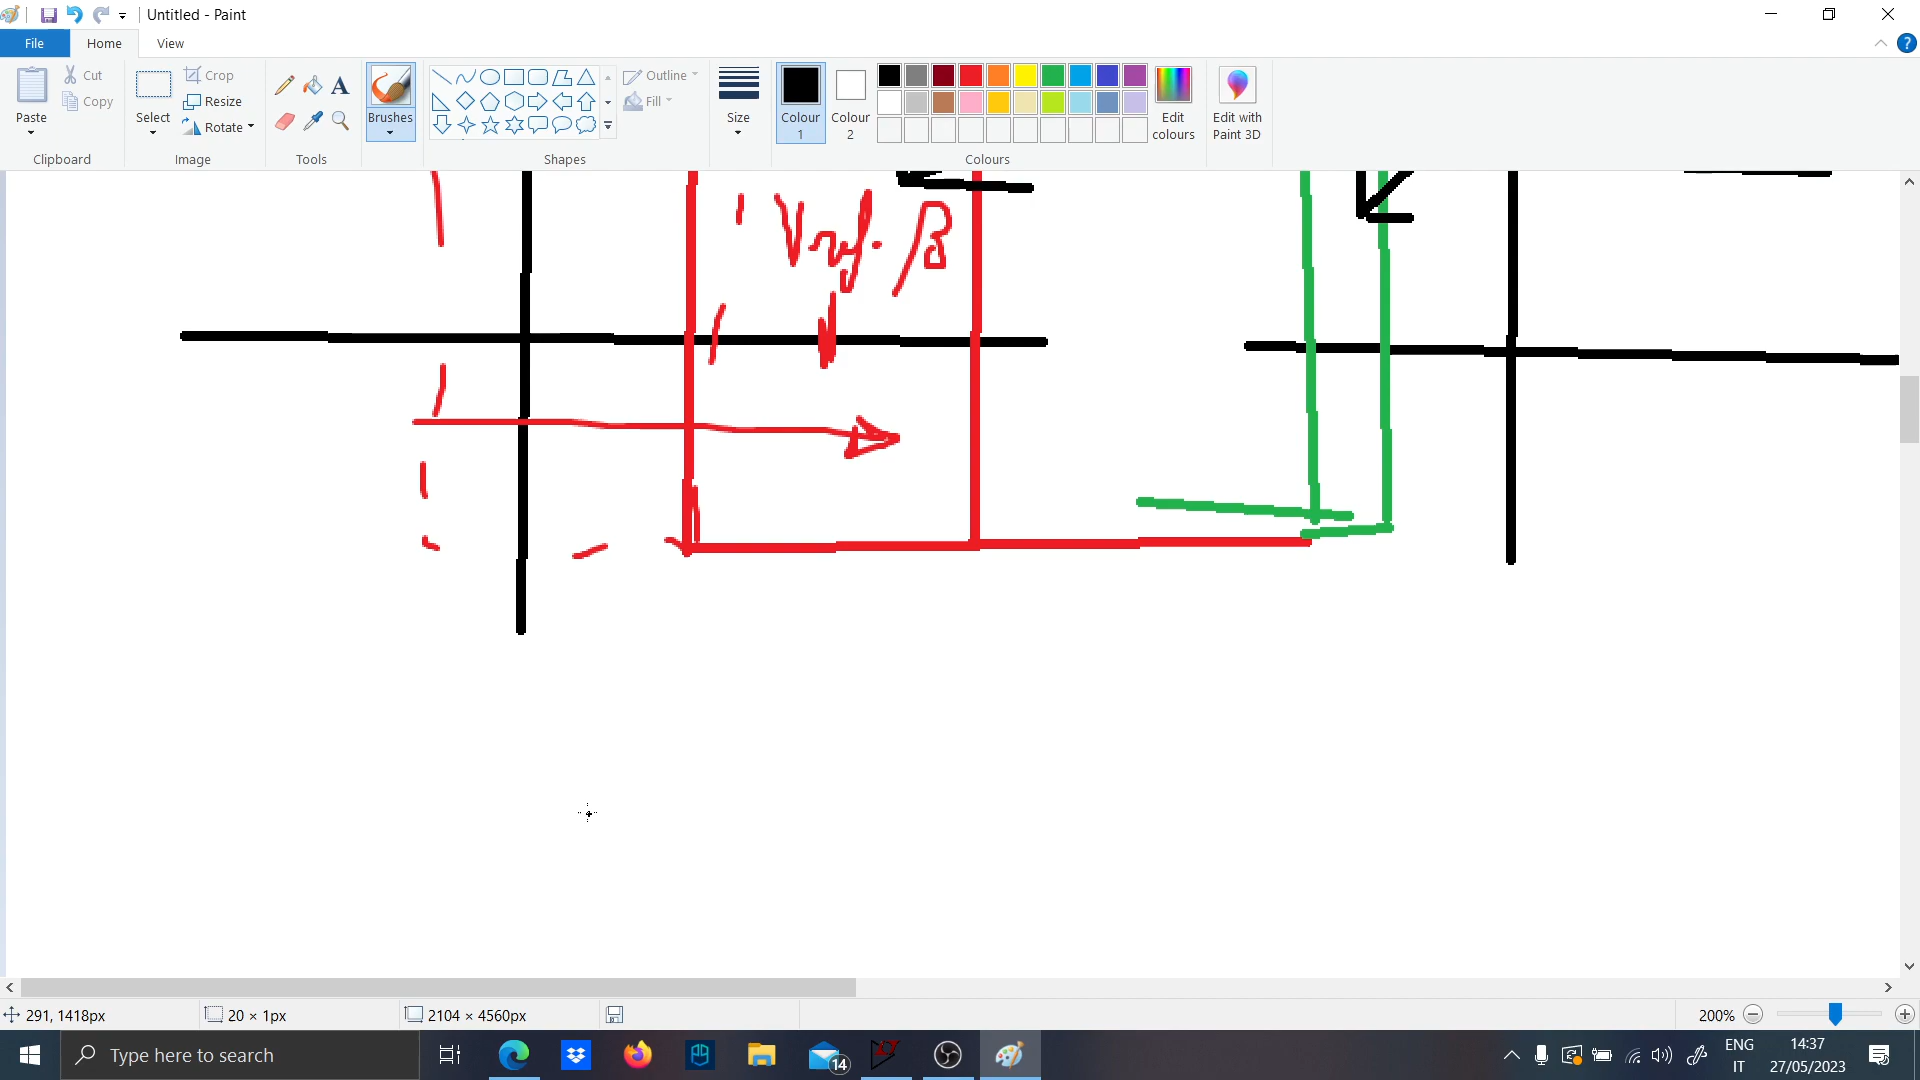 Untitled - Paint
File
Home
View
Paste
Cut
Copy
Clipboard
Select
Crop
Resize
Rotate
Image
Tools
Brushes
Outline
Fill
Shapes
Size
Colour
1
Colour
2
Edit
colours
Edit with
Paint 3D
Colours
291, 1418px
20 × 1px
2104 × 4560px
200%
Type here to search
14
ENG
IT
14:37
27/05/2023